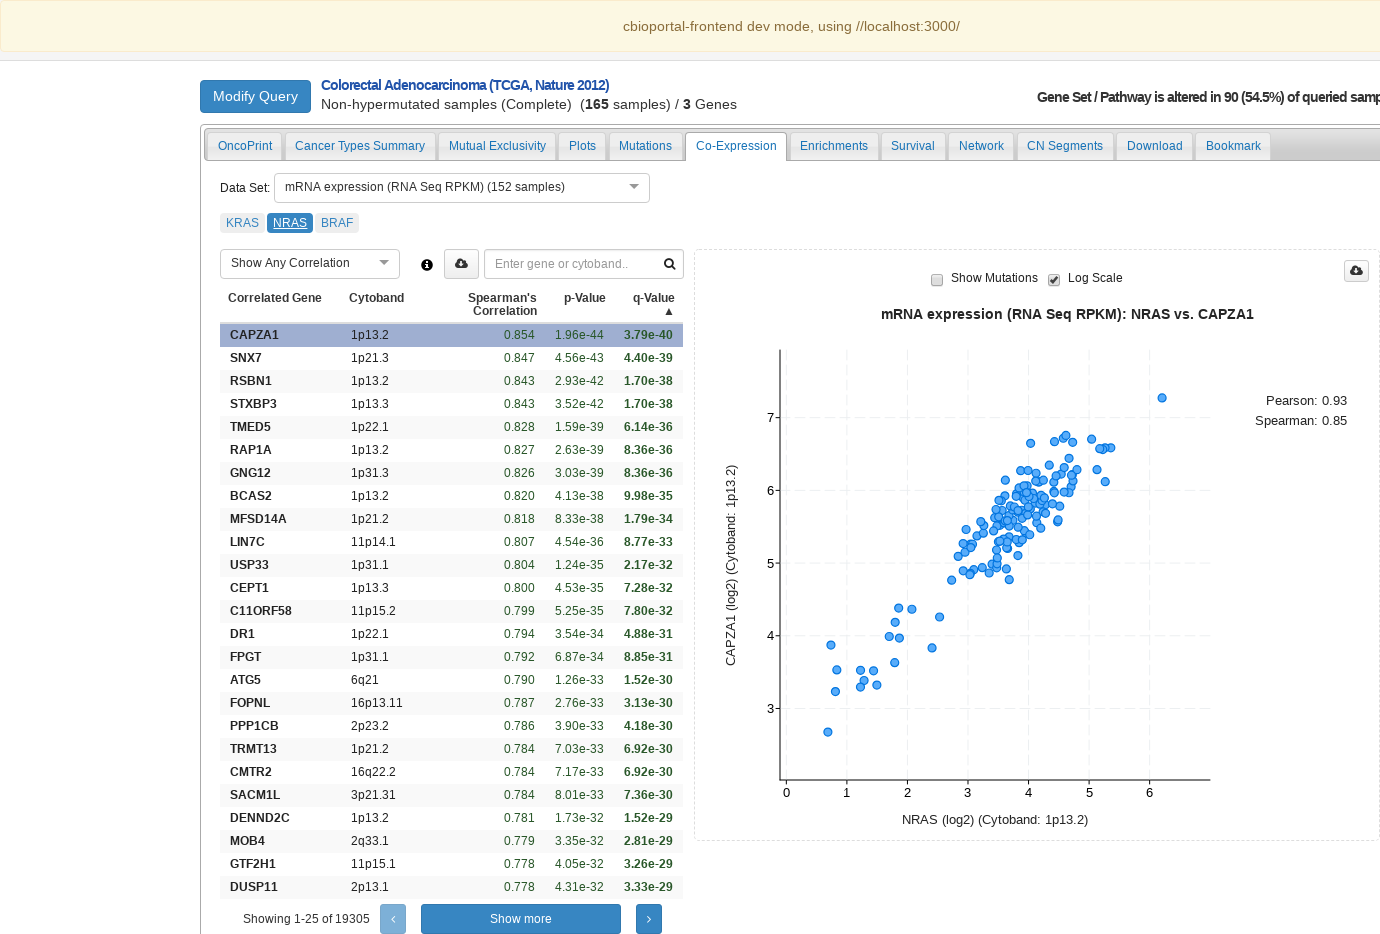 cbioportal-frontend dev mode, using //localhost:3000/
Modify Query
Colorectal Adenocarcinoma (TCGA, Nature 2012)
Non-hypermutated samples (Complete) (165 samples) / 3 Genes
Gene Set / Pathway is altered in 90 (54.5%) of queried samp
OncoPrint Cancer Types Summary Mutual Exclusivity Plots Mutations Co-Expression Enrichments Survival Network CN Segments Download Bookmark
Data Set: mRNA expression (RNA Seq RPKM) (152 samples)
KRAS NRAS BRAF
Show Any Correlation Enter gene or cytoband..
Correlated Gene Cytoband Spearman's Correlation p-Value q-Value ▲
CAPZA1 1p13.2 0.854 1.96e-44 3.79e-40
SNX7 1p21.3 0.847 4.56e-43 4.40e-39
RSBN1 1p13.2 0.843 2.93e-42 1.70e-38
STXBP3 1p13.3 0.843 3.52e-42 1.70e-38
TMED5 1p22.1 0.828 1.59e-39 6.14e-36
RAP1A 1p13.2 0.827 2.63e-39 8.36e-36
GNG12 1p31.3 0.826 3.03e-39 8.36e-36
BCAS2 1p13.2 0.820 4.13e-38 9.98e-35
MFSD14A 1p21.2 0.818 8.33e-38 1.79e-34
LIN7C 11p14.1 0.807 4.54e-36 8.77e-33
USP33 1p31.1 0.804 1.24e-35 2.17e-32
CEPT1 1p13.3 0.800 4.53e-35 7.28e-32
C11ORF58 11p15.2 0.799 5.25e-35 7.80e-32
DR1 1p22.1 0.794 3.54e-34 4.88e-31
FPGT 1p31.1 0.792 6.87e-34 8.85e-31
ATG5 6q21 0.790 1.26e-33 1.52e-30
FOPNL 16p13.11 0.787 2.76e-33 3.13e-30
PPP1CB 2p23.2 0.786 3.90e-33 4.18e-30
TRMT13 1p21.2 0.784 7.03e-33 6.92e-30
CMTR2 16q22.2 0.784 7.17e-33 6.92e-30
SACM1L 3p21.31 0.784 8.01e-33 7.36e-30
DENND2C 1p13.2 0.781 1.73e-32 1.52e-29
MOB4 2q33.1 0.779 3.35e-32 2.81e-29
GTF2H1 11p15.1 0.778 4.05e-32 3.26e-29
DUSP11 2p13.1 0.778 4.31e-32 3.33e-29
Showing 1-25 of 19305 ‹ Show more ›
Show Mutations Log Scale
mRNA expression (RNA Seq RPKM): NRAS vs. CAPZA1
Pearson: 0.93
Spearman: 0.85
CAPZA1 (log2) (Cytoband: 1p13.2)
7
6
5
4
3
0 1 2 3 4 5 6
NRAS (log2) (Cytoband: 1p13.2)